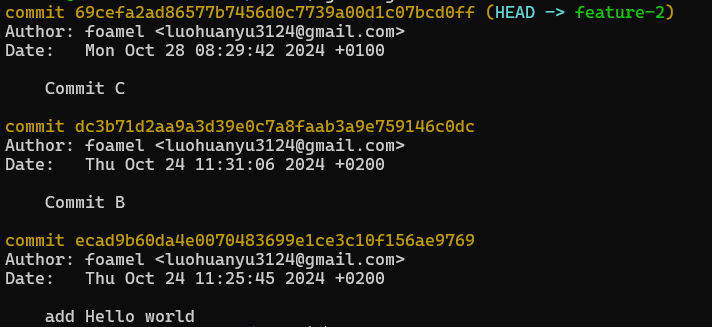 commit 69cefa2ad86577b7456d0c7739a00d1c07bcd0ff (HEAD -> feature-2)
Author: foamel <luohuanyu3124@gmail.com>
Date:   Mon Oct 28 08:29:42 2024 +0100
    Commit C
commit dc3b71d2aa9a3d39e0c7a8faab3a9e759146c0dc
Author: foamel <luohuanyu3124@gmail.com>
Date:   Thu Oct 24 11:31:06 2024 +0200
    Commit B
commit ecad9b60da4e0070483699e1ce3c10f156ae9769
Author: foamel <luohuanyu3124@gmail.com>
Date:   Thu Oct 24 11:25:45 2024 +0200
    add Hello world